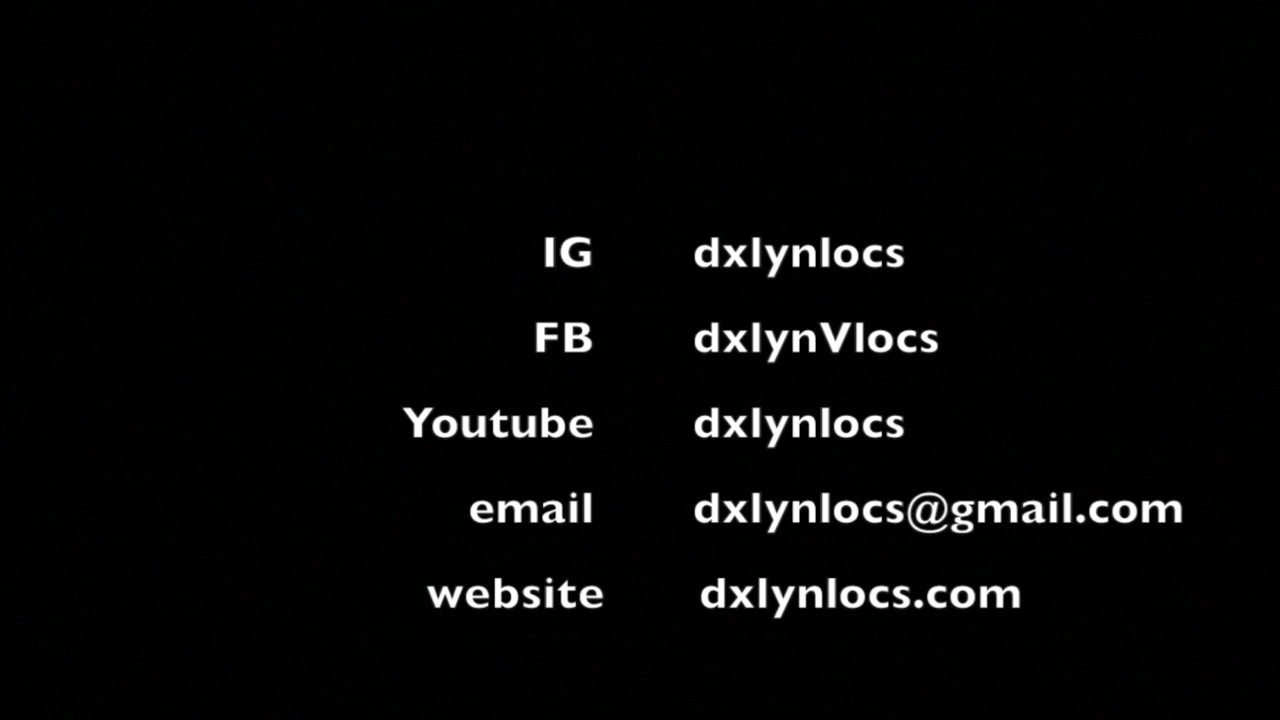 IG dxlynlocs
FB dxlynVlocs
Youtube dxlynlocs
email dxlynlocs@gmail.com
website dxlynlocs.com